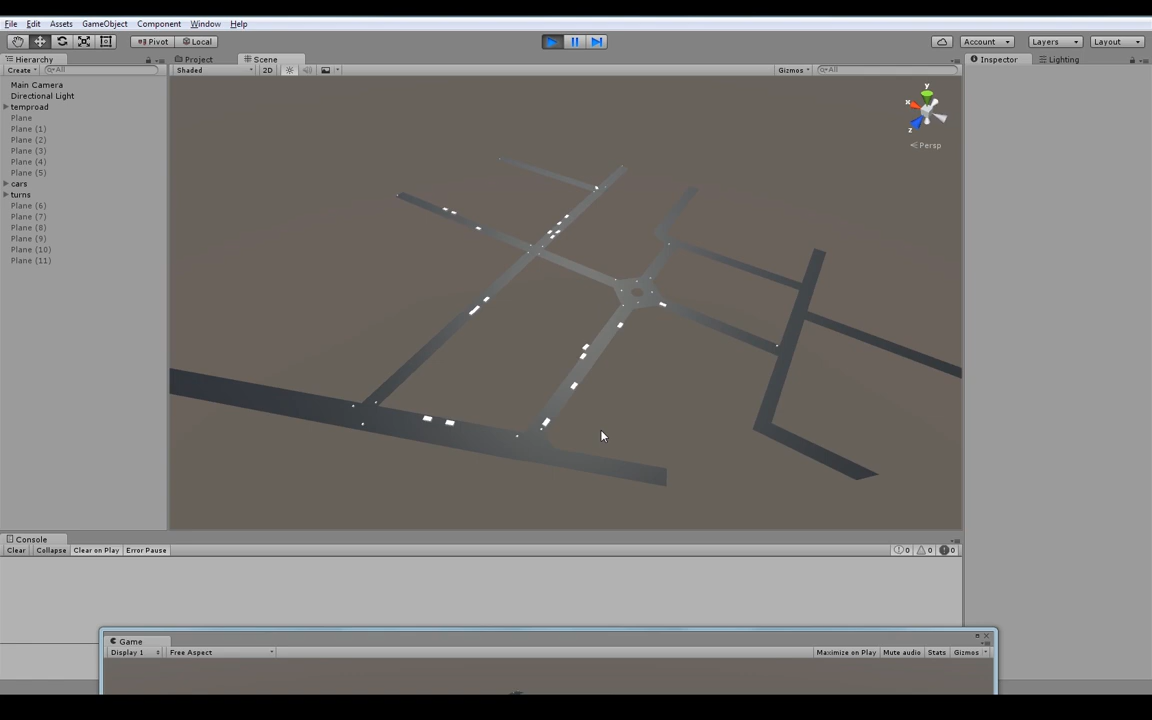 File Edit Assets GameObject Component Window Help
Pivot Local Account Layers Layout
Hierarchy Project Scene Inspector Lighting
Create All Shaded 2D Gizmos All
Main Camera
Directional Light
temproad
Plane
Plane (1)
Plane (2)
Plane (3)
Plane (4)
Plane (5)
cars
turns
Plane (6)
Plane (7)
Plane (8)
Plane (9)
Plane (10)
Plane (11)
y
x
z
Persp
Console
Clear Collapse Clear on Play Error Pause 0 0 0
Game
Display 1 Free Aspect Maximize on Play Mute audio Stats Gizmos